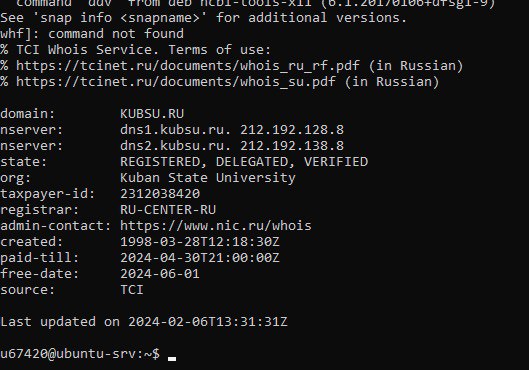 command 'ddv' from deb ncbi-tools-x11 (6.1.20170106+dfsg1-9)
See 'snap info <snapname>' for additional versions.
whf]: command not found
% TCI Whois Service. Terms of use:
% https://tcinet.ru/documents/whois_ru_rf.pdf (in Russian)
% https://tcinet.ru/documents/whois_su.pdf (in Russian)
domain: KUBSU.RU
nserver: dns1.kubsu.ru. 212.192.128.8
nserver: dns2.kubsu.ru. 212.192.138.8
state: REGISTERED, DELEGATED, VERIFIED
org: Kuban State University
taxpayer-id: 2312038420
registrar: RU-CENTER-RU
admin-contact: https://www.nic.ru/whois
created: 1998-03-28T12:18:30Z
paid-till: 2024-04-30T21:00:00Z
free-date: 2024-06-01
source: TCI
Last updated on 2024-02-06T13:31:31Z
u67420@ubuntu-srv:~$